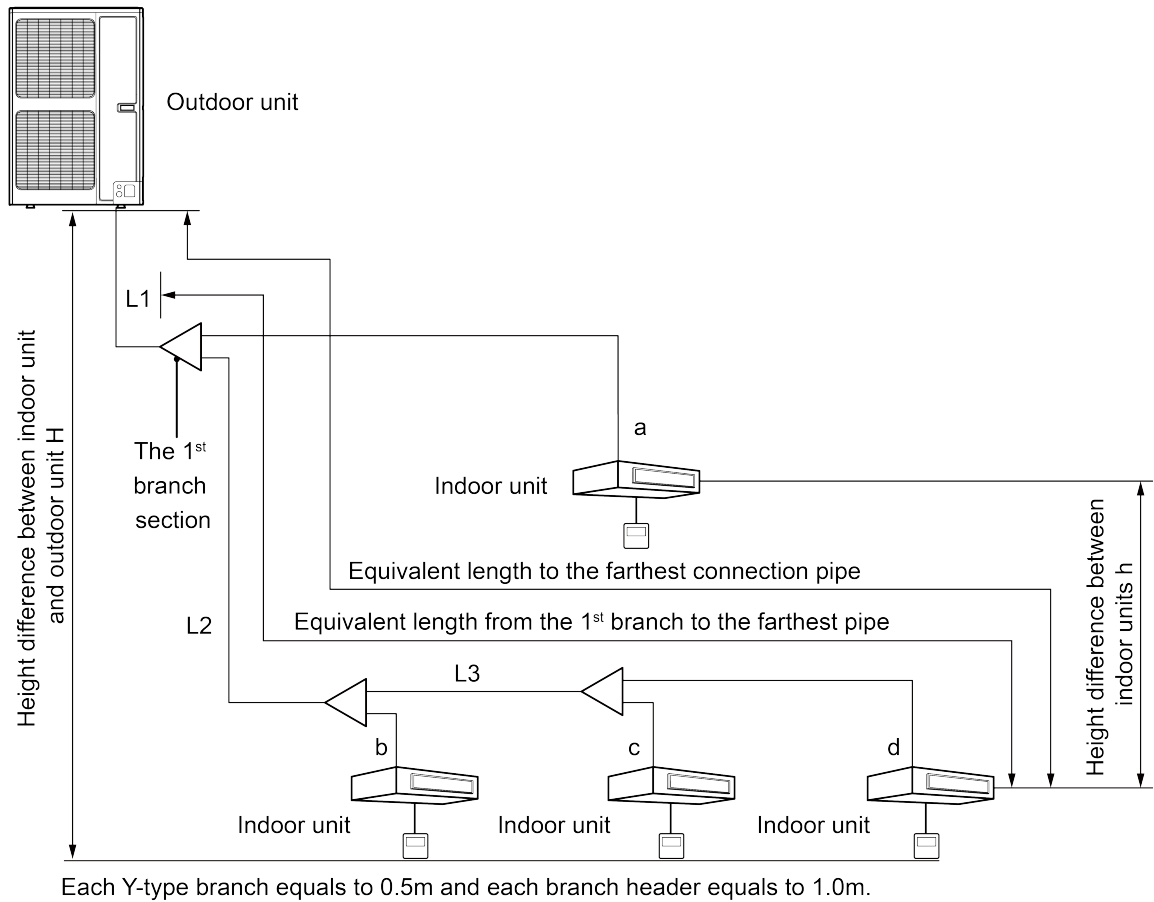 Outdoor unit
L1
The 1st
branch
section
a
Indoor unit
Height difference between indoor unit
and outdoor unit H
Equivalent length to the farthest connection pipe
Equivalent length from the 1st branch to the farthest pipe
Height difference between
indoor units h
L2
L3
b
c
d
Indoor unit
Indoor unit
Indoor unit
Each Y-type branch equals to 0.5m and each branch header equals to 1.0m.